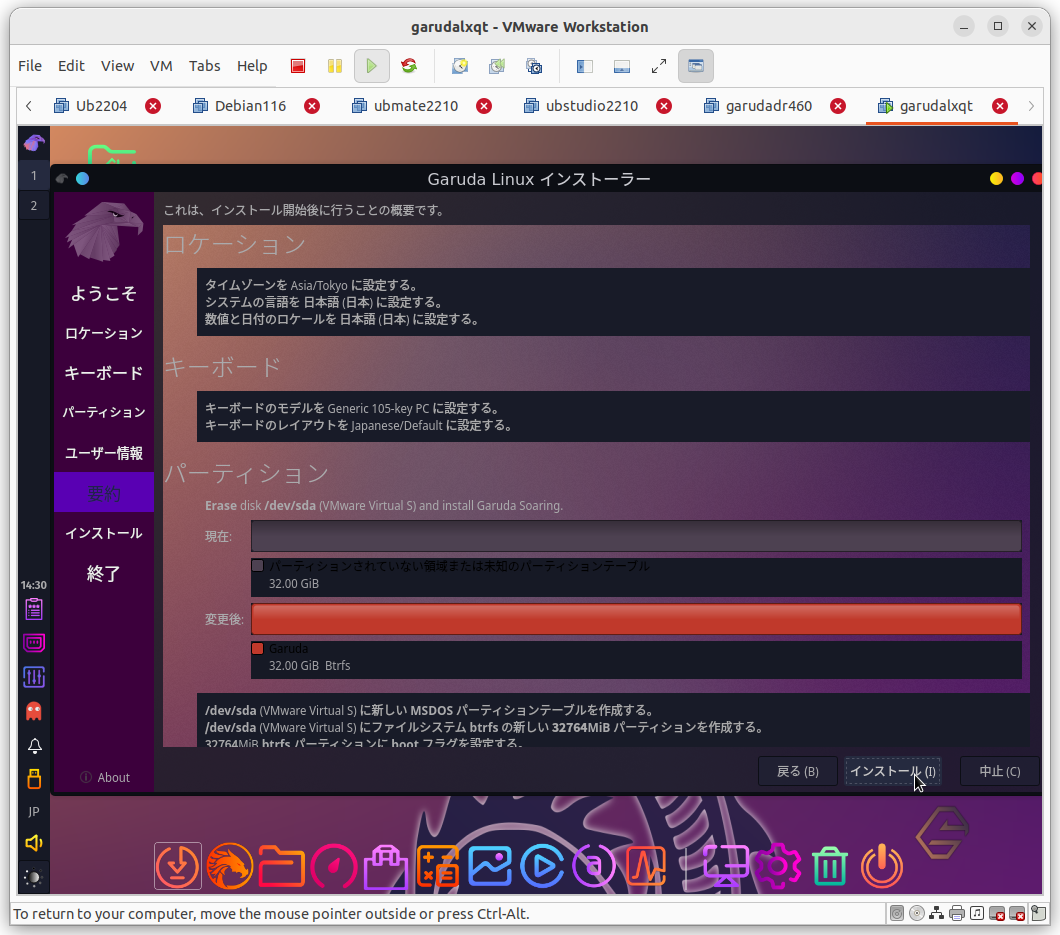 garudalxqt - VMware Workstation
File Edit View VM Tabs Help
Ub2204 Debian116 ubmate2210 ubstudio2210 garudadr460 garudalxqt
1
2
14:30
JP
Garuda Linux インストーラー
ようこそ
ロケーション
キーボード
パーティション
ユーザー情報
要約
インストール
終了
About
これは、インストール開始後に行うことの概要です。
ロケーション
タイムゾーンを Asia/Tokyo に設定する。
システムの言語を 日本語 (日本) に設定する。
数値と日付のロケールを 日本語 (日本) に設定する。
キーボード
キーボードのモデルを Generic 105-key PC に設定する。
キーボードのレイアウトを Japanese/Default に設定する。
パーティション
Erase disk /dev/sda (VMware Virtual S) and install Garuda Soaring.
現在:
パーティションされていない領域または未知のパーティションテーブル
32.00 GiB
変更後:
Garuda
32.00 GiB Btrfs
/dev/sda (VMware Virtual S) に新しい MSDOS パーティションテーブルを作成する。
/dev/sda (VMware Virtual S) にファイルシステム btrfs の新しい 32764MiB パーティションを作成する。
32764MiB btrfs パーティションに boot フラグを設定する。
戻る (B) インストール (I) 中止 (C)
To return to your computer, move the mouse pointer outside or press Ctrl-Alt.